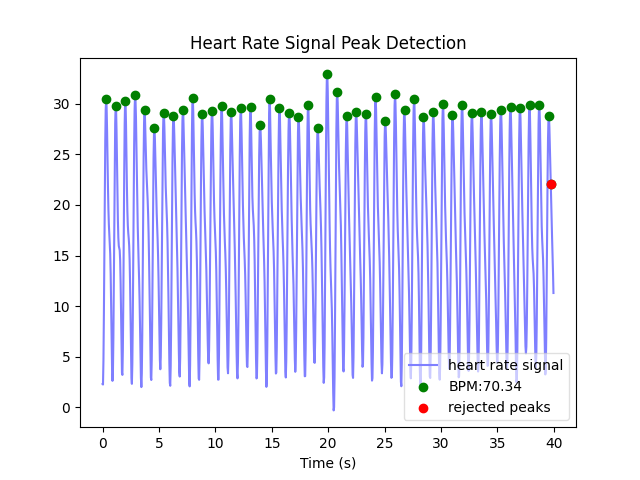 Heart Rate Signal Peak Detection
30
25
20
15
10
5
0
heart rate signal
BPM:70.34
rejected peaks
0 5 10 15 20 25 30 35 40
Time (s)